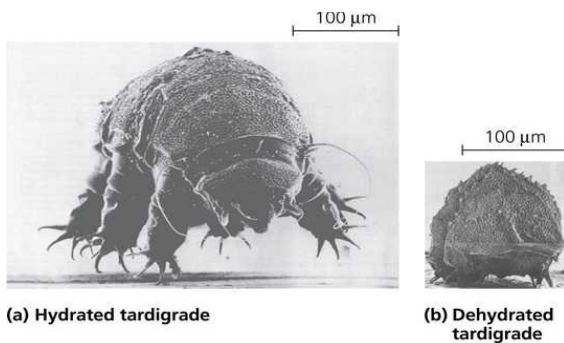 100 μm
100 μm
(a) Hydrated tardigrade
(b) Dehydrated
tardigrade